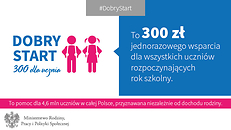 #DobryStart
DOBRY
START
300 dla ucznia
To 300 zł
jednorazowego wsparcia
dla wszystkich uczniów
rozpoczynających
rok szkolny.
To pomoc dla 4,6 mln uczniów w całej Polsce, przyznawana niezależnie od dochodu rodziny.
Ministerstwo Rodziny,
Pracy i Polityki Społecznej